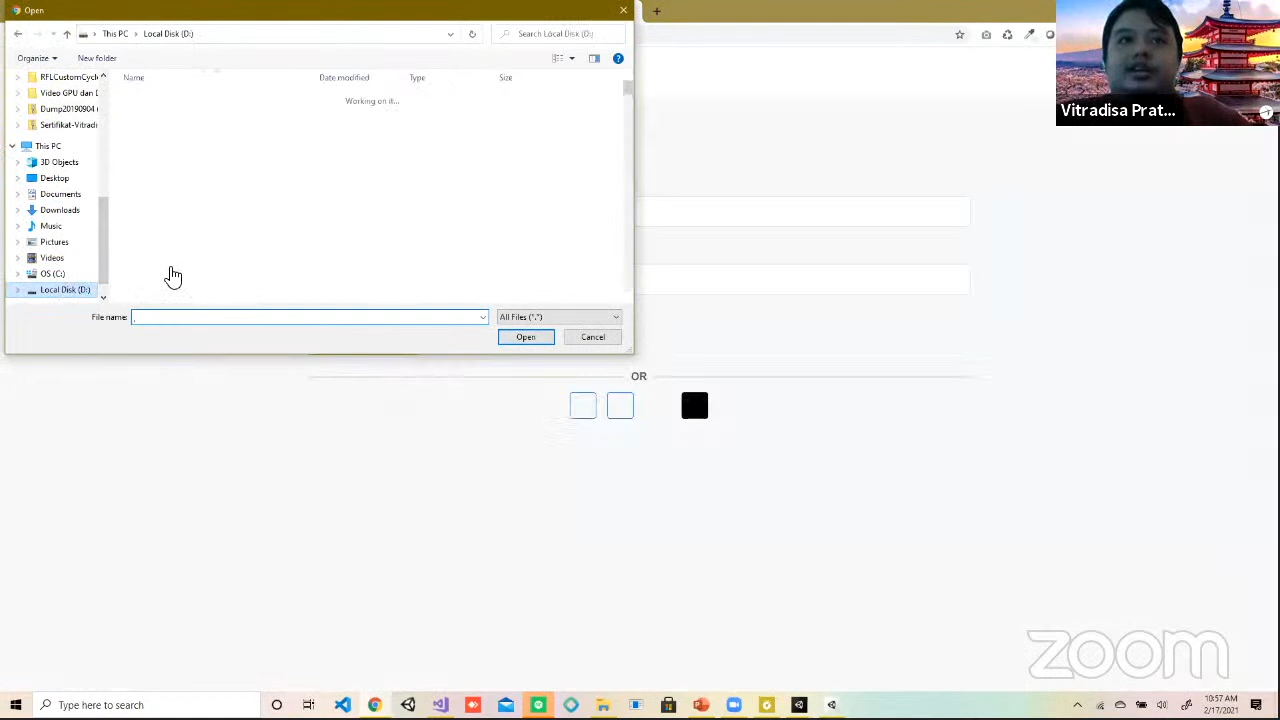 Open
This PC > Local Disk (D:)
Search Local Disk (D:)
Organize
New folder
RFLCustomCycle
Video GPU dan
Dump20190904
Sertifikat-Vitradi
This PC
3D Objects
Desktop
Documents
Downloads
Music
Pictures
Videos
OS (C:)
Local Disk (D:)
Name
Date modified
Type
Size
Working on it...
File name:
All Files (*.*)
Open
Cancel
OR
Vitradisa Prat...
zoom
Type here to search
10:57 AM
2/17/2021